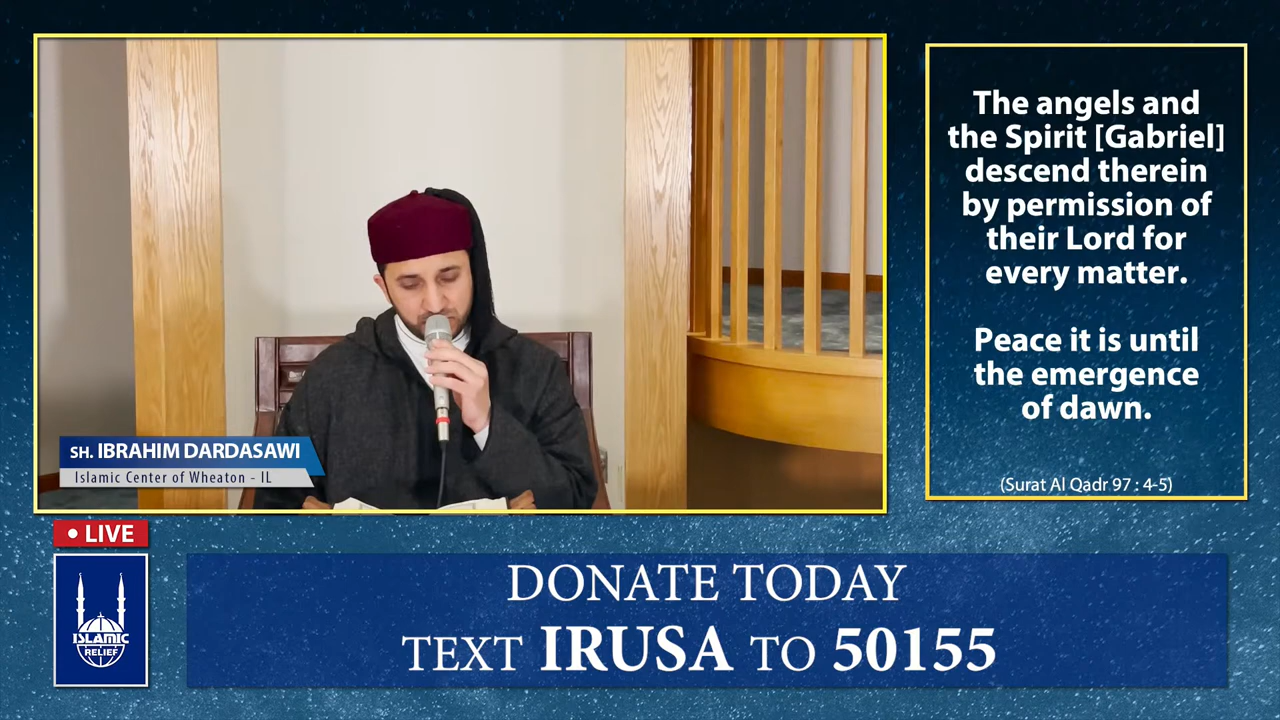 The angels and
the Spirit [Gabriel]
descend therein
by permission of
their Lord for
every matter.
Peace it is until
the emergence
of dawn.
(Surat Al Qadr 97 : 4-5)
SH. IBRAHIM DARDASAWI
Islamic Center of Wheaton - IL
• LIVE
ISLAMIC
RELIEF
DONATE TODAY
TEXT IRUSA TO 50155